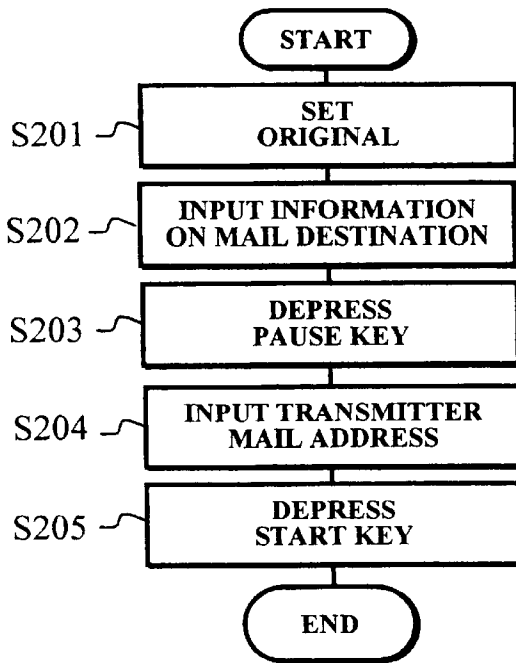 START
S201
SET
ORIGINAL
S202
INPUT INFORMATION
ON MAIL DESTINATION
S203
DEPRESS
PAUSE KEY
S204
INPUT TRANSMITTER
MAIL ADDRESS
S205
DEPRESS
START KEY
END